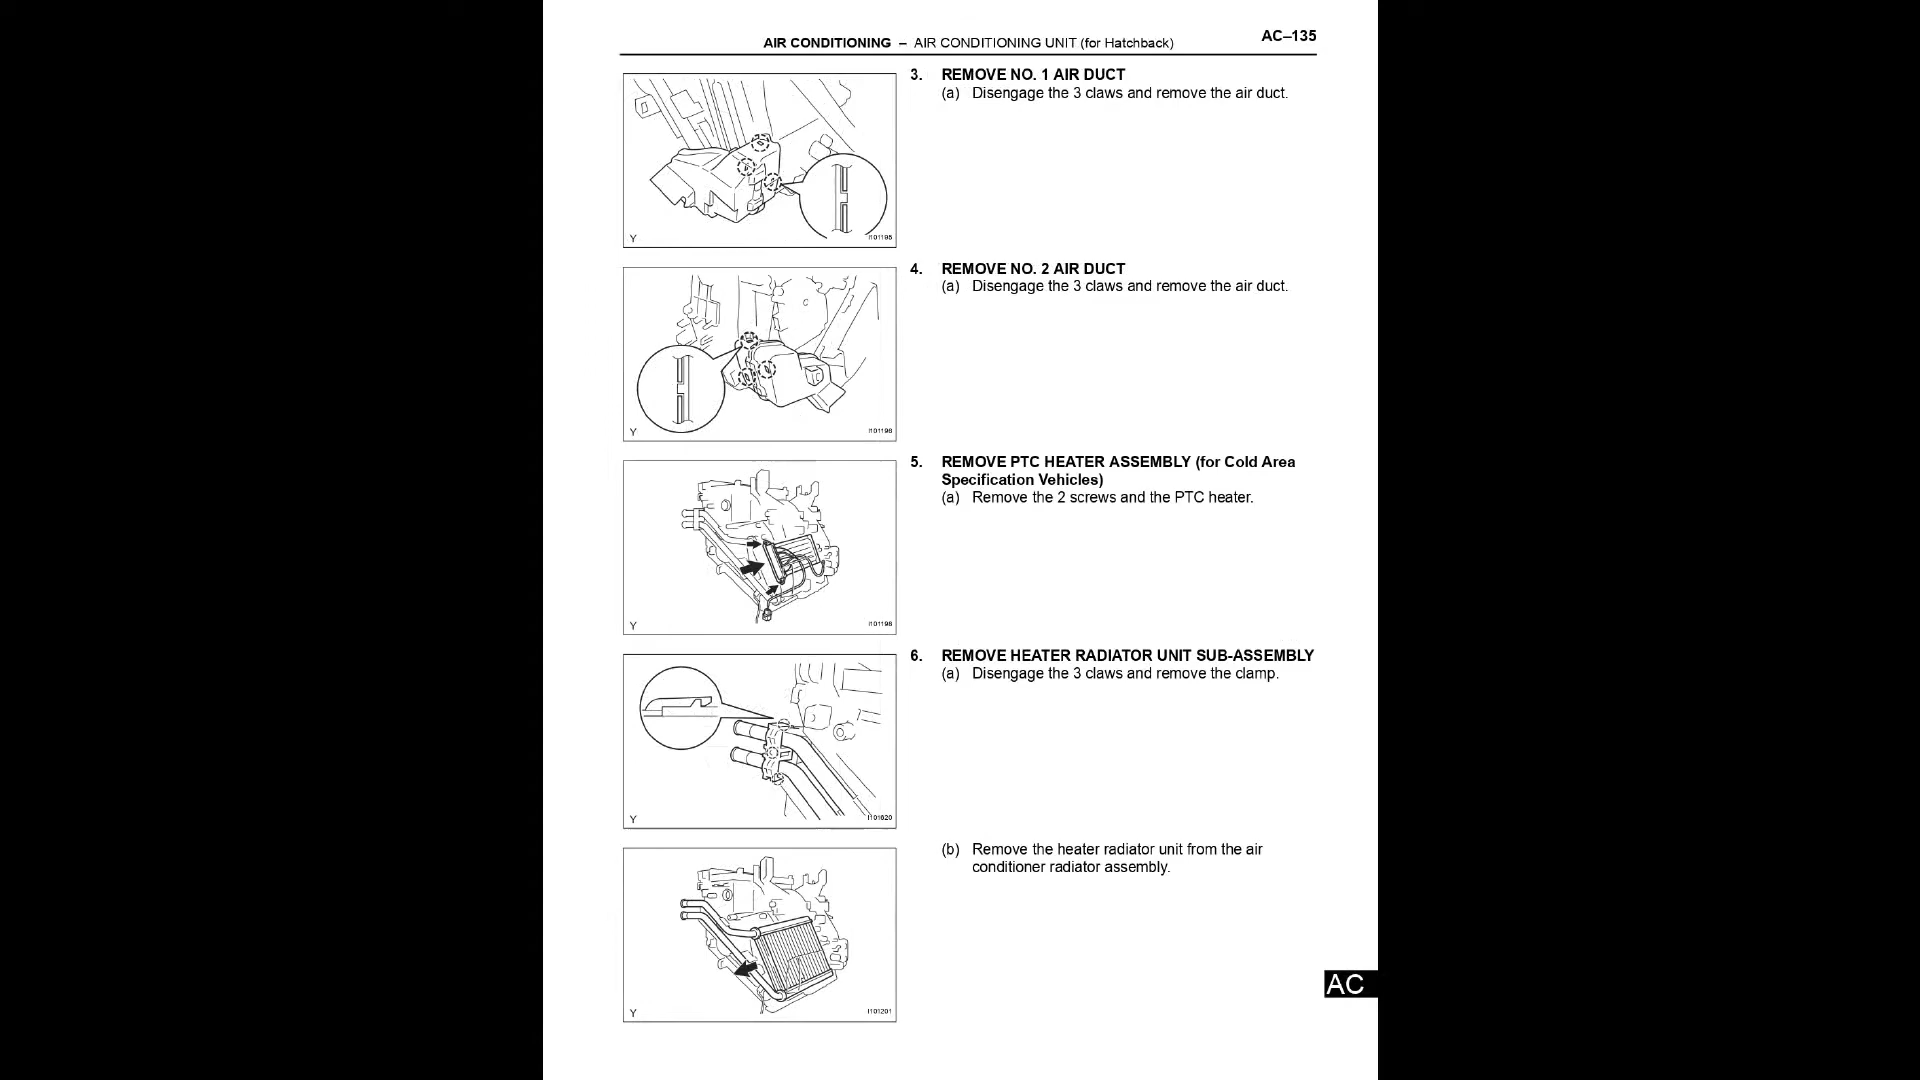 AIR CONDITIONING – AIR CONDITIONING UNIT (for Hatchback)
AC–135
3. REMOVE NO. 1 AIR DUCT
(a) Disengage the 3 claws and remove the air duct.
Y
4. REMOVE NO. 2 AIR DUCT
(a) Disengage the 3 claws and remove the air duct.
Y
5. REMOVE PTC HEATER ASSEMBLY (for Cold Area
Specification Vehicles)
(a) Remove the 2 screws and the PTC heater.
Y
6. REMOVE HEATER RADIATOR UNIT SUB-ASSEMBLY
(a) Disengage the 3 claws and remove the clamp.
Y
(b) Remove the heater radiator unit from the air
conditioner radiator assembly.
Y
I101201
AC